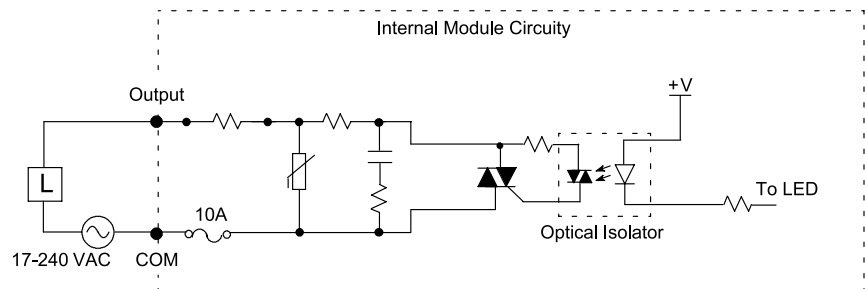 Internal Module Circuity
Output
+V
L
To LED
10A
Optical Isolator
17-240 VAC
COM